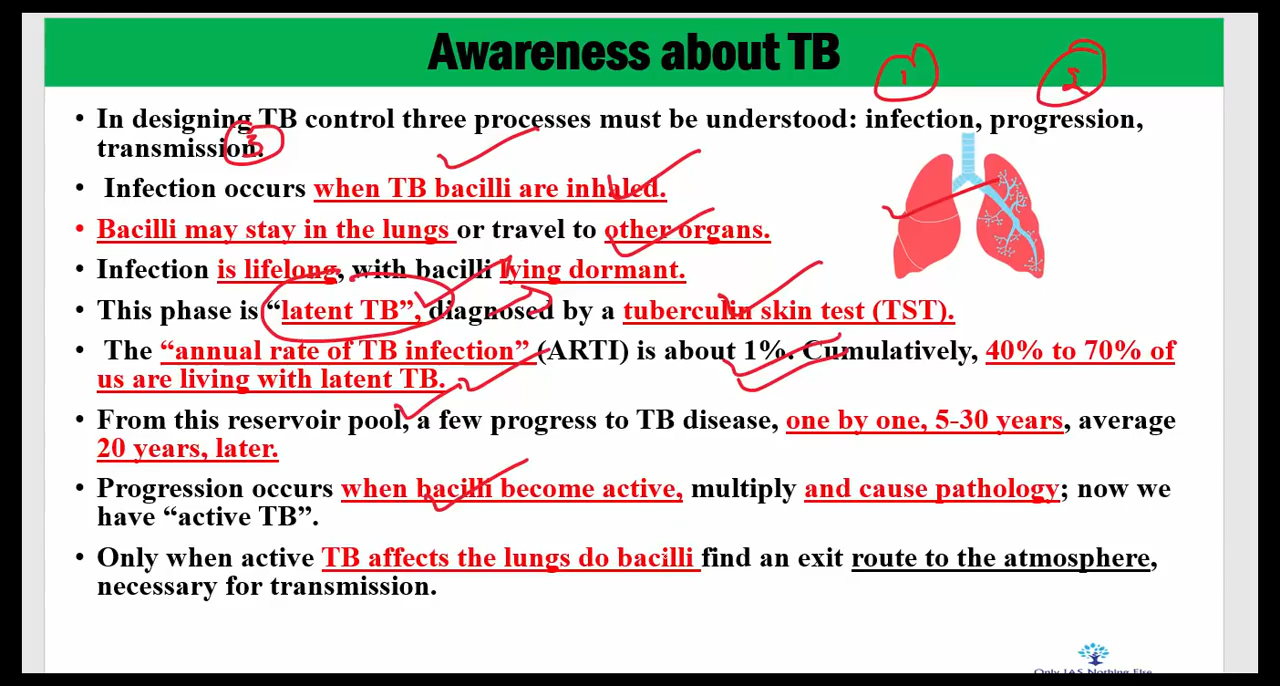 Awareness about TB
1
2
• In designing TB control three processes must be understood: infection, progression,
transmission.
3
• Infection occurs when TB bacilli are inhaled.
• Bacilli may stay in the lungs or travel to other organs.
• Infection is lifelong, with bacilli lying dormant.
• This phase is “latent TB”, diagnosed by a tuberculin skin test (TST).
• The “annual rate of TB infection” (ARTI) is about 1%. Cumulatively, 40% to 70% of
us are living with latent TB.
• From this reservoir pool, a few progress to TB disease, one by one, 5-30 years, average
20 years, later.
• Progression occurs when bacilli become active, multiply and cause pathology; now we
have “active TB”.
• Only when active TB affects the lungs do bacilli find an exit route to the atmosphere,
necessary for transmission.
Only IAS Nothing Else